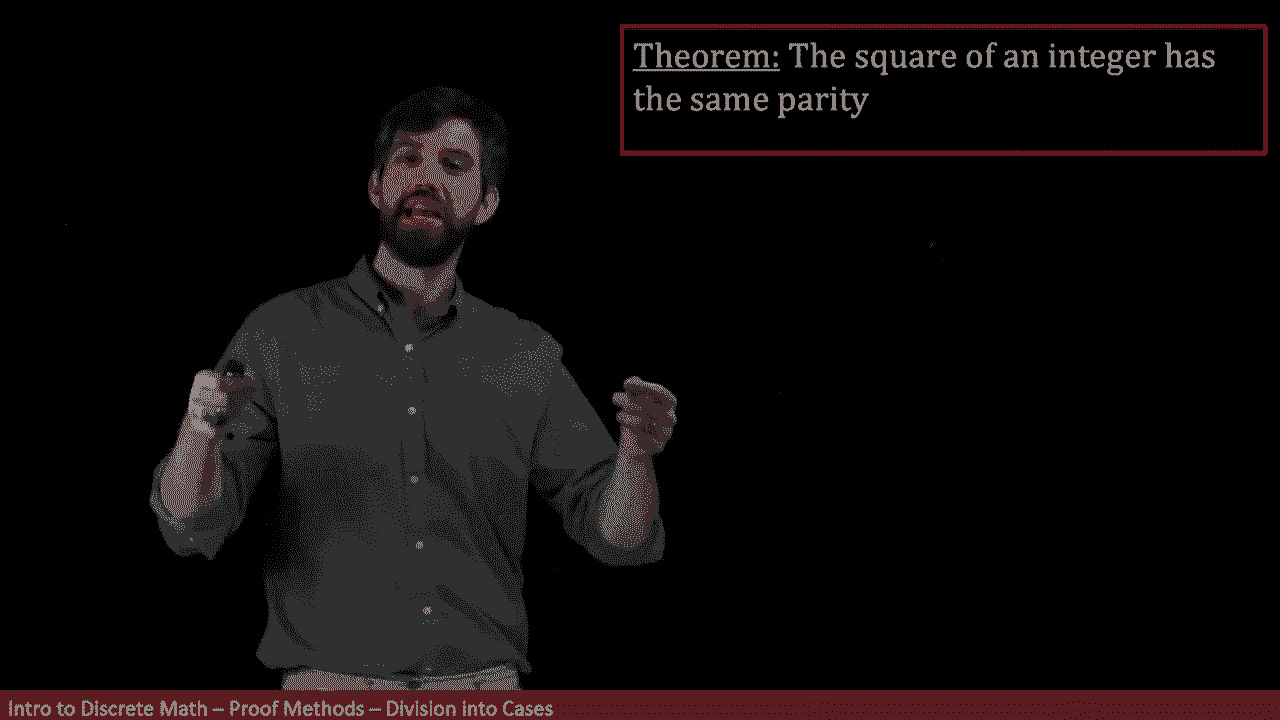 Theorem: The square of an integer has
the same parity
Intro to Discrete Math – Proof Methods – Division into Cases